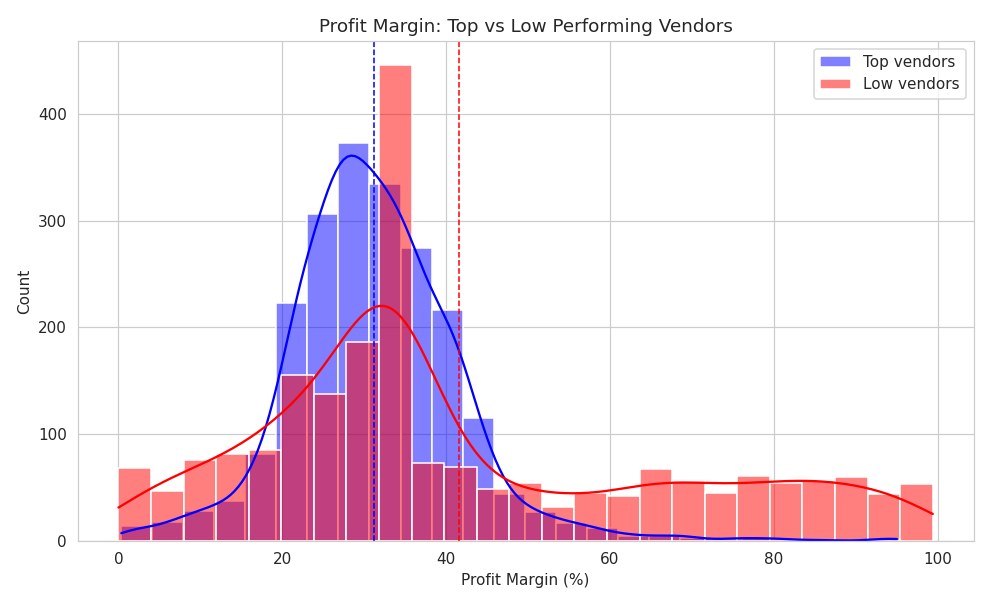 Profit Margin: Top vs Low Performing Vendors
Top vendors
Low vendors
400
300
200
100
0
Count
0 20 40 60 80 100
Profit Margin (%)